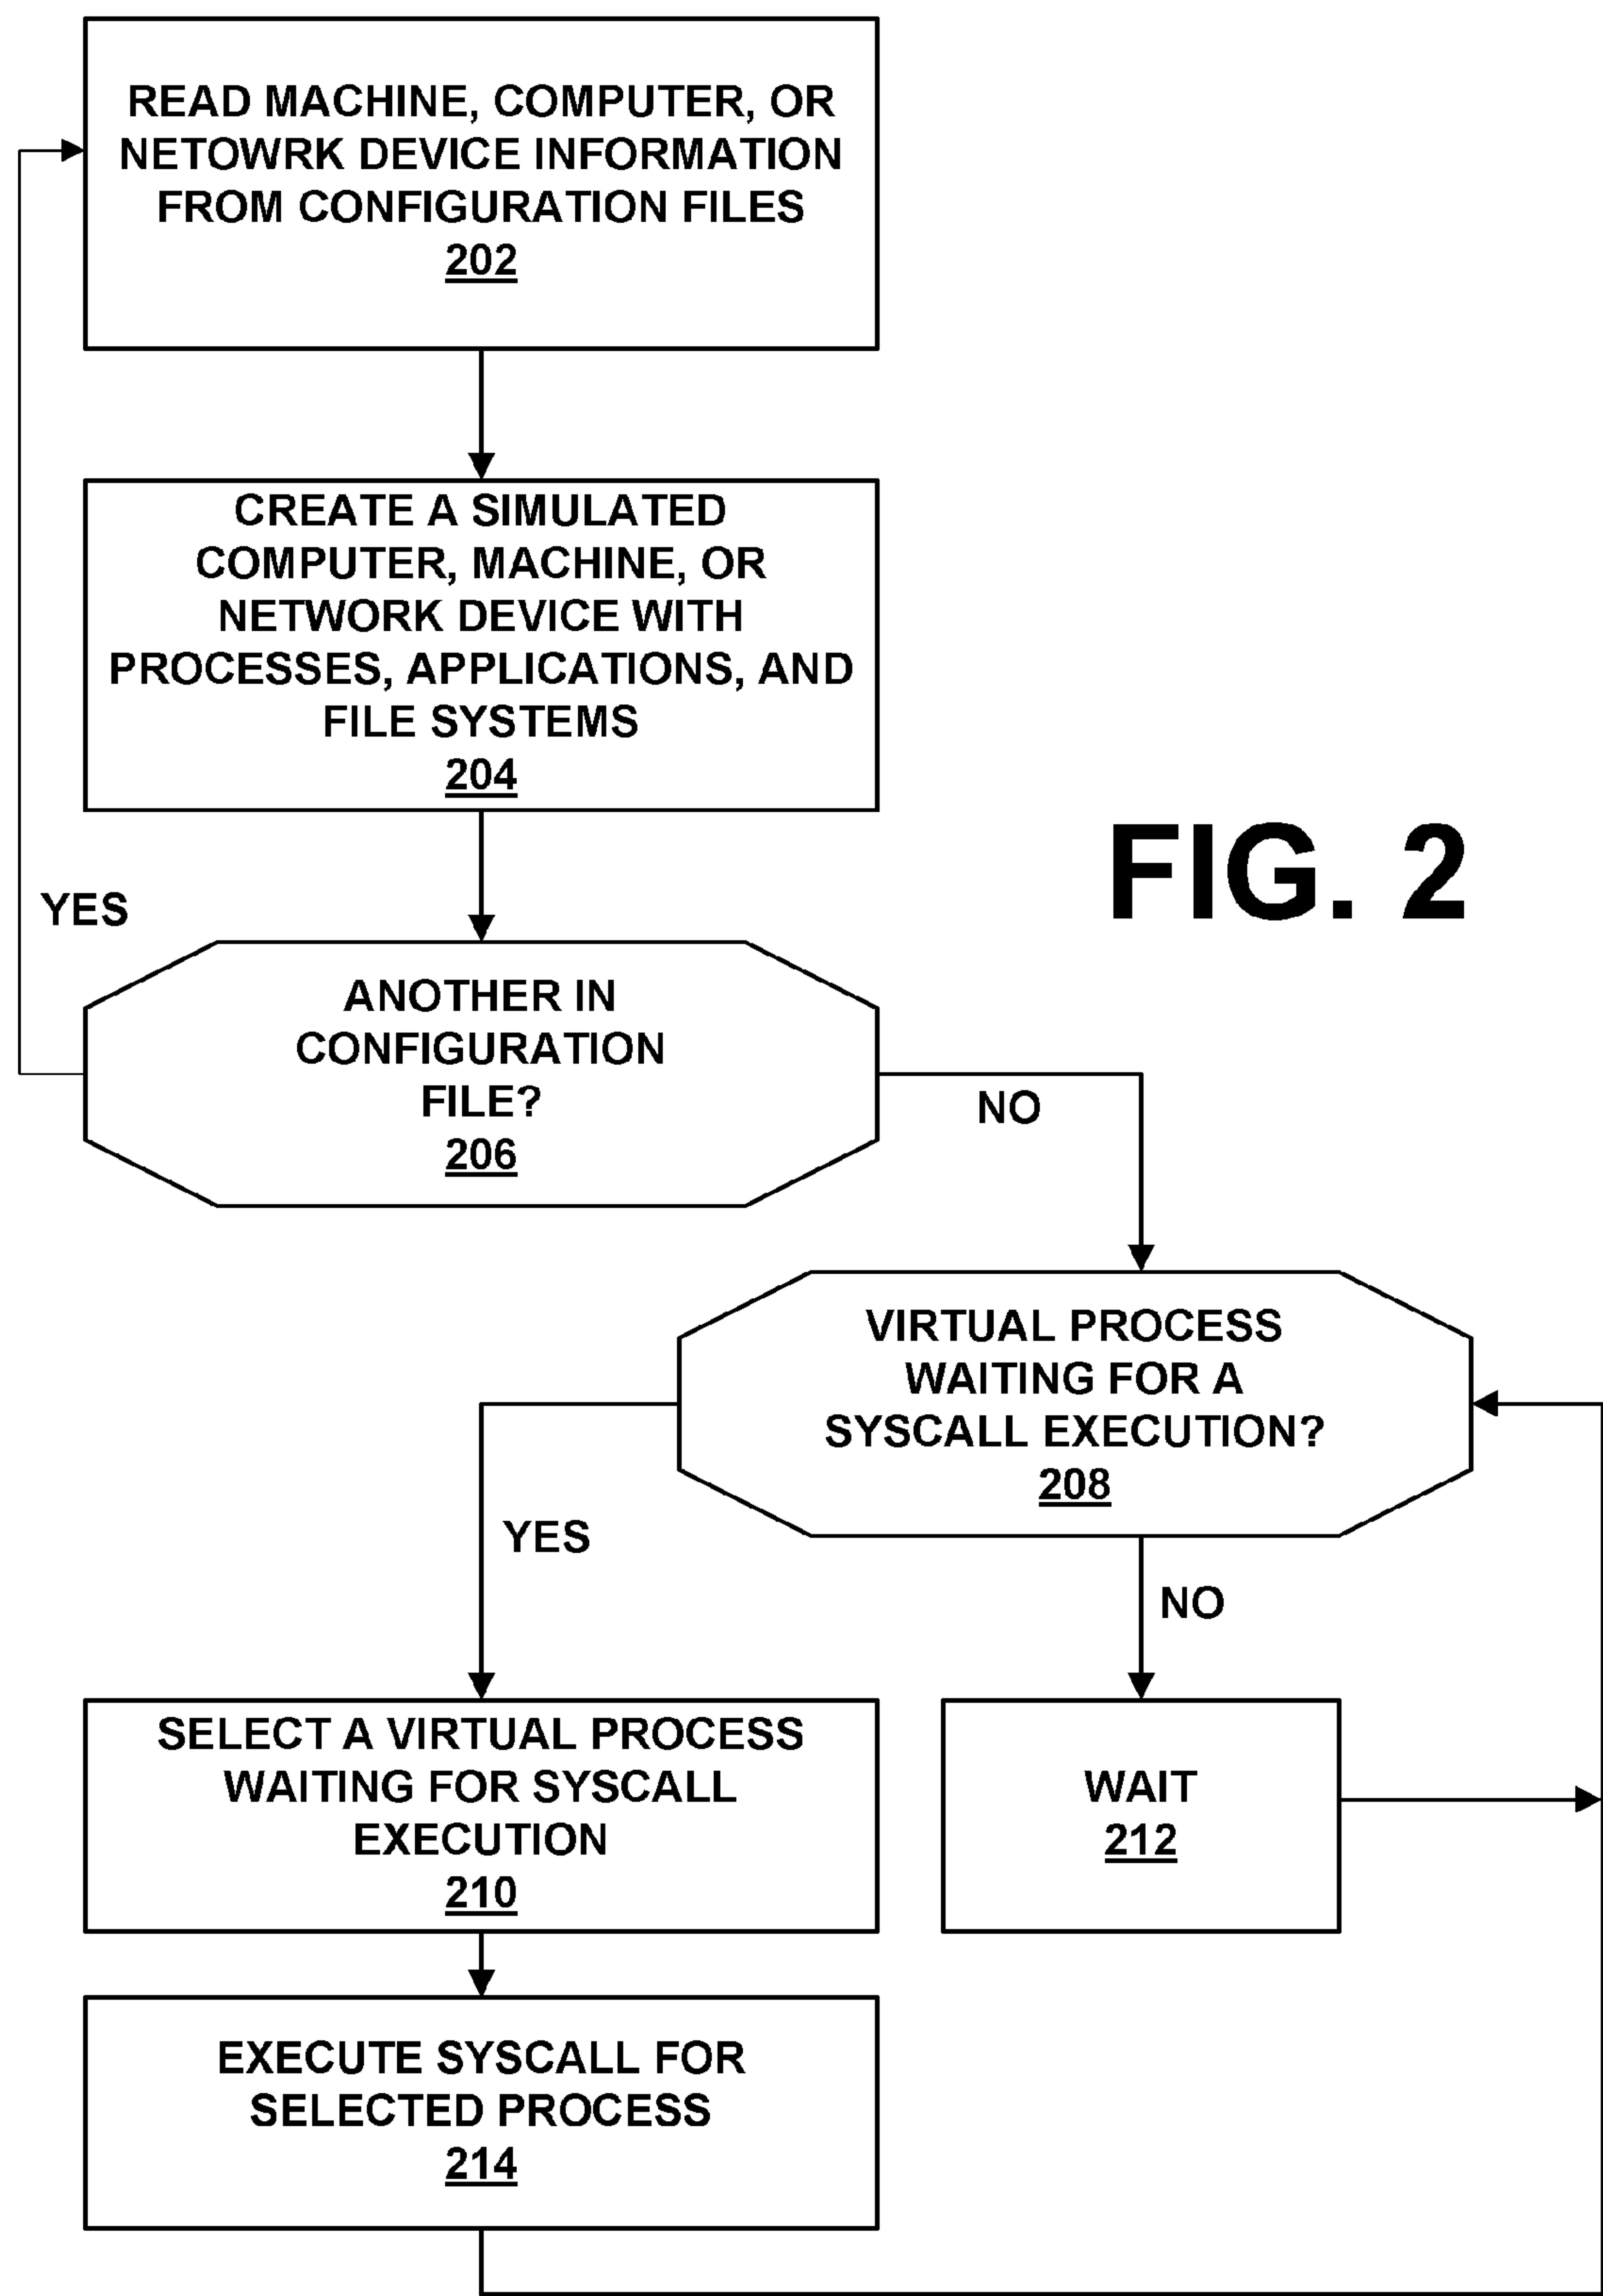 READ MACHINE, COMPUTER, OR
NETOWRK DEVICE INFORMATION
FROM CONFIGURATION FILES
202
CREATE A SIMULATED
COMPUTER, MACHINE, OR
NETWORK DEVICE WITH
PROCESSES, APPLICATIONS, AND
FILE SYSTEMS
204
FIG. 2
YES
ANOTHER IN
CONFIGURATION
FILE?
206
NO
VIRTUAL PROCESS
WAITING FOR A
SYSCALL EXECUTION?
208
YES
NO
SELECT A VIRTUAL PROCESS
WAITING FOR SYSCALL
EXECUTION
210
WAIT
212
EXECUTE SYSCALL FOR
SELECTED PROCESS
214